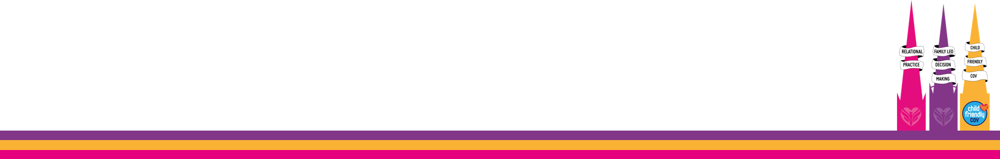 RELATIONAL
PRACTICE
FAMILY LED
DECISION
MAKING
CHILD
FRIENDLY
COV
child
friendly
COV